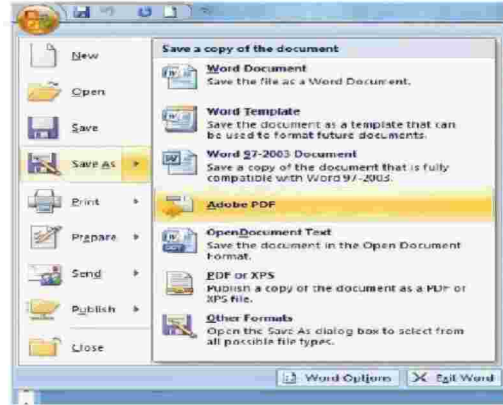 New
Open
Save
Save As
Print
Prepare
Send
Publish
Close
Save a copy of the document
Word Document
Save the file as a Word Document.
Word Template
Save the document as a template that can
be used to format future documents.
Word 97-2003 Document
Save a copy of the document that is fully
compatible with Word 97-2003.
Adobe PDF
OpenDocument Text
Save the document in the Open Document
Format.
PDF or XPS
Publish a copy of the document as a PDF or
XPS file.
Other Formats
Open the Save As dialog box to select from
all possible file types.
Word Options
Exit Word